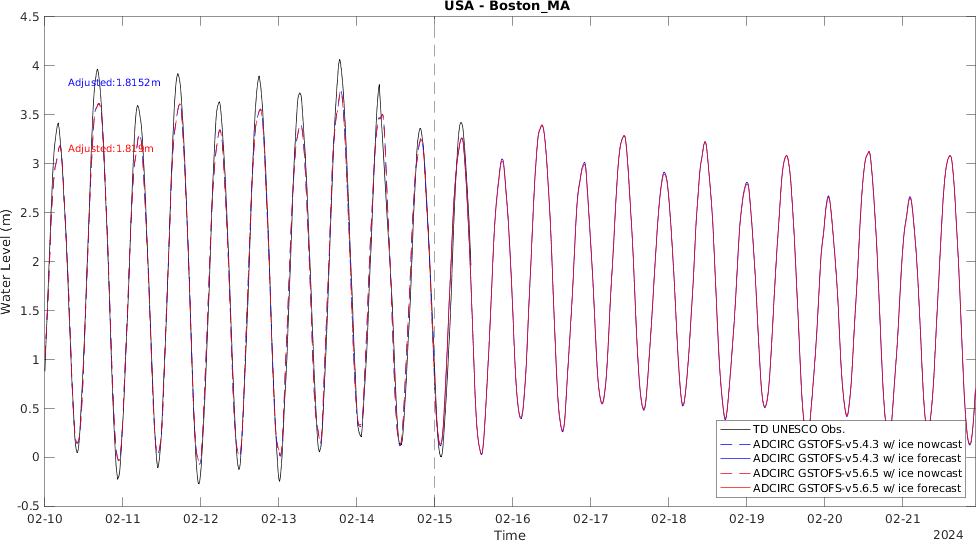 USA - Boston_MA
4.5
4
3.5
3
2.5
2
1.5
1
0.5
0
-0.5
Water Level (m)
Adjusted:1.8152m
Adjusted:1.819m
TD UNESCO Obs.
ADCIRC GSTOFS-v5.4.3 w/ ice nowcast
ADCIRC GSTOFS-v5.4.3 w/ ice forecast
ADCIRC GSTOFS-v5.6.5 w/ ice nowcast
ADCIRC GSTOFS-v5.6.5 w/ ice forecast
02-10 02-11 02-12 02-13 02-14 02-15 02-16 02-17 02-18 02-19 02-20 02-21
Time
2024